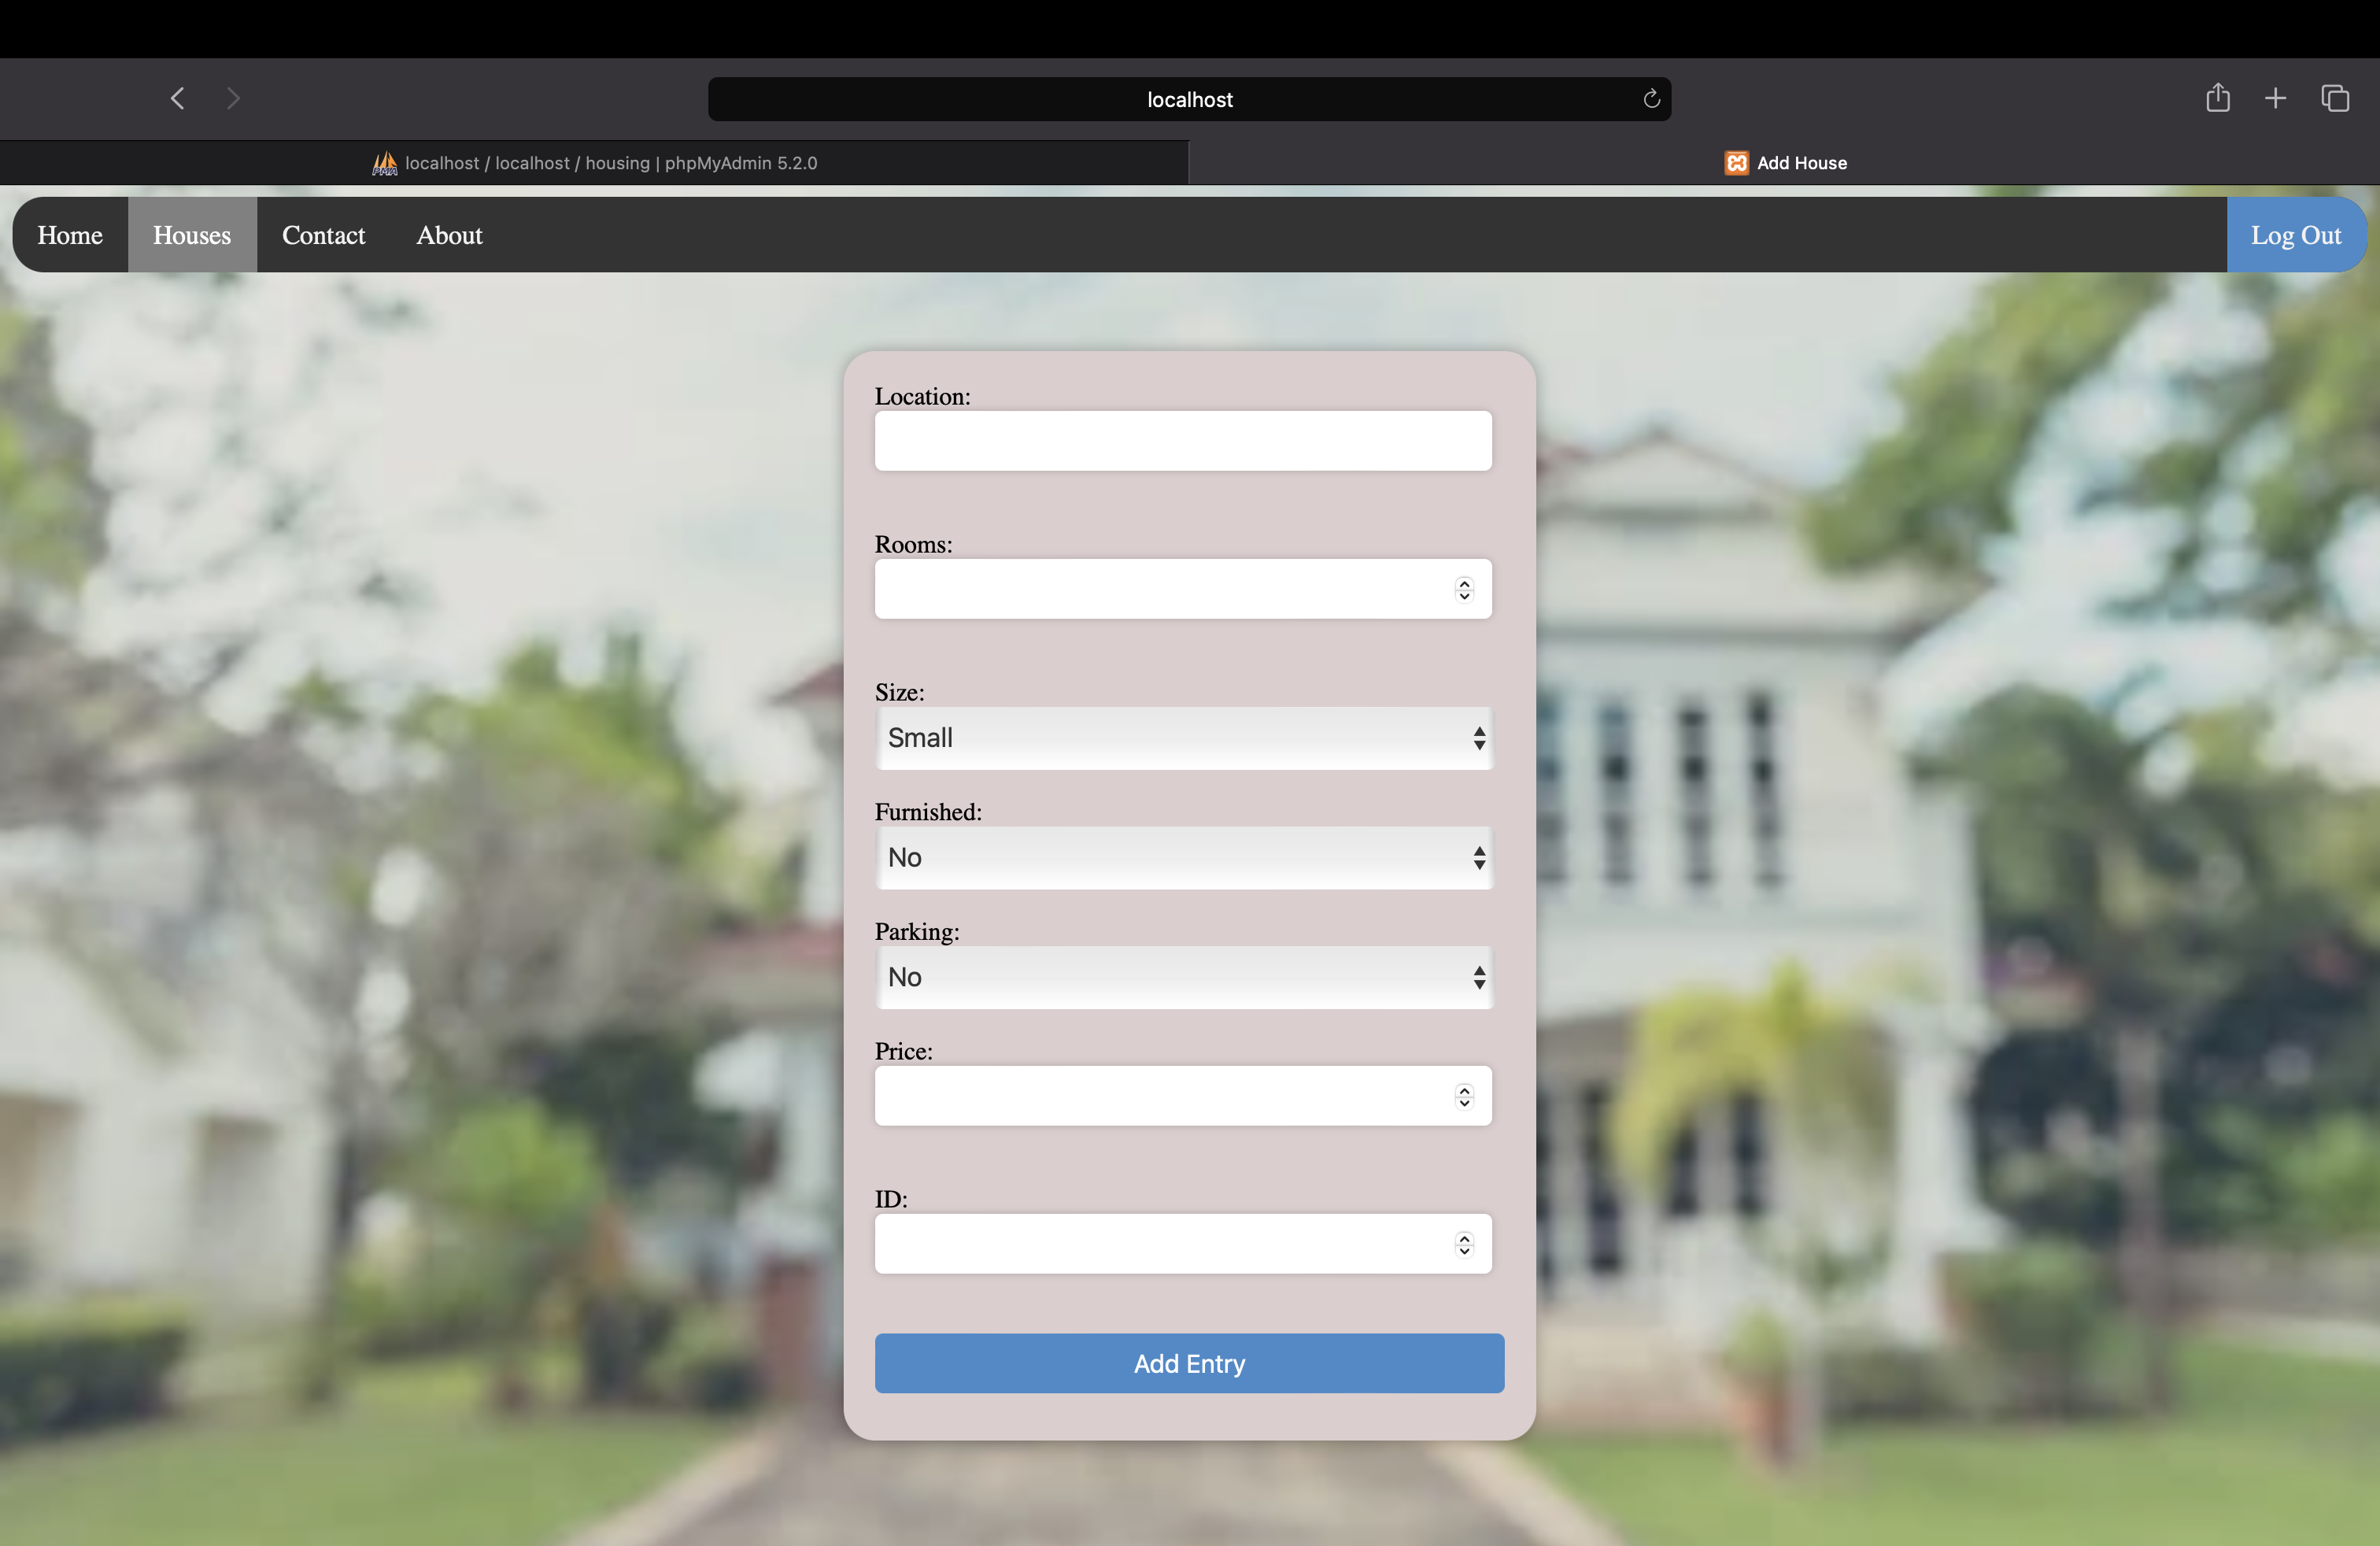 localhost
localhost / localhost / housing | phpMyAdmin 5.2.0
Add House
Home Houses Contact About Log Out
Location:
Rooms:
Size:
Small
Furnished:
No
Parking:
No
Price:
ID:
Add Entry